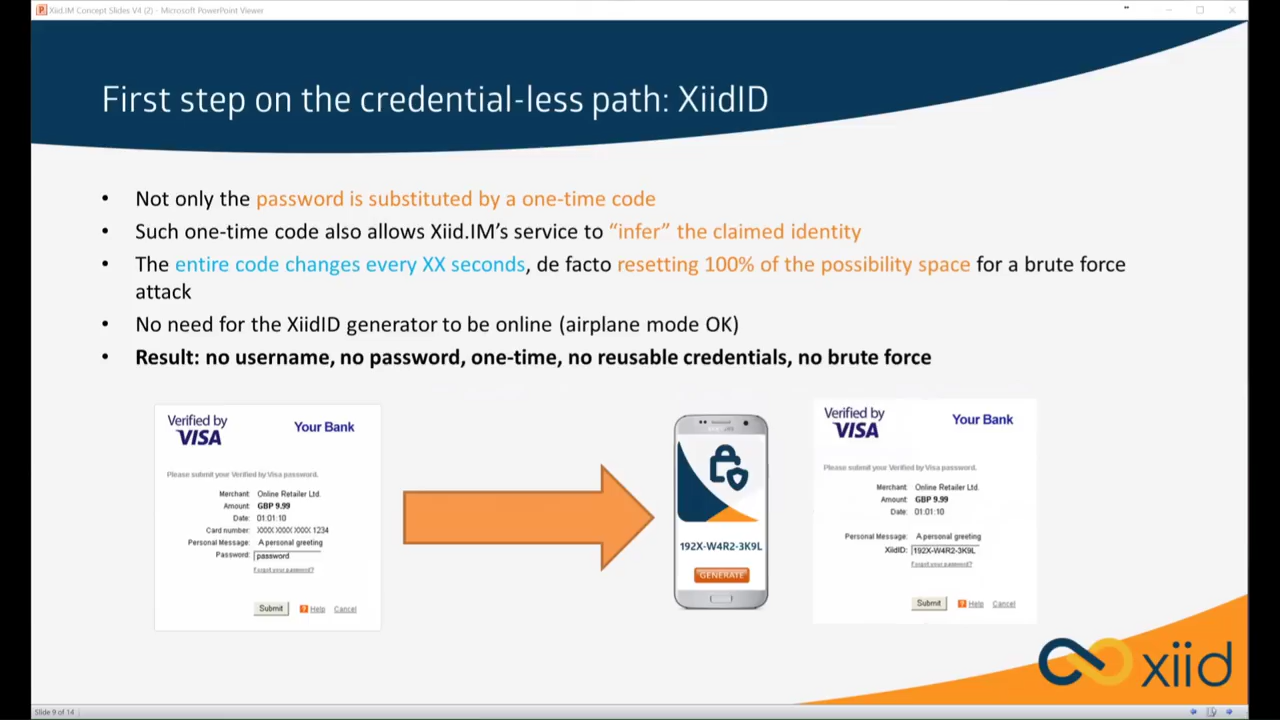 Xiid.IM Concept Slides V4 (2) - Microsoft PowerPoint Viewer
First step on the credential-less path: XiidID
• Not only the password is substituted by a one-time code
• Such one-time code also allows Xiid.IM's service to “infer” the claimed identity
• The entire code changes every XX seconds, de facto resetting 100% of the possibility space for a brute force
attack
• No need for the XiidID generator to be online (airplane mode OK)
• Result: no username, no password, one-time, no reusable credentials, no brute force
Verified by
VISA
Your Bank
Please submit your Verified by Visa password.
Merchant: Online Retailer Ltd.
Amount: GBP 9.99
Date: 01:01:10
Card number: XXXX XXXX XXXX 1234
Personal Message: A personal greeting
Password: password
Forgot your password?
Submit
? Help
Cancel
192X-W4R2-3K9L
GENERATE
Verified by
VISA
Your Bank
Please submit your Verified by Visa password.
Merchant: Online Retailer Ltd.
Amount: GBP 9.99
Date: 01:01:10
Personal Message: A personal greeting
XiidID: 192X-W4R2-3K9L
Forgot your password?
Submit
? Help
Cancel
xiid
Slide 9 of 14